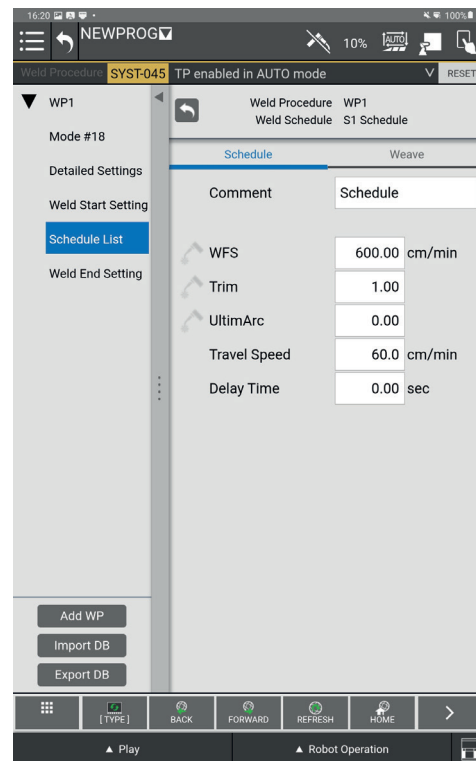 16:20
100%
NEWPROG
10%
AUTO
Weld Procedure SYST-045 TP enabled in AUTO mode
RESET
WP1
Mode #18
Detailed Settings
Weld Start Setting
Schedule List
Weld End Setting
Add WP
Import DB
Export DB
Weld Procedure WP1
Weld Schedule S1 Schedule
Schedule Weave
Comment Schedule
WFS 600.00 cm/min
Trim 1.00
UltimArc 0.00
Travel Speed 60.0 cm/min
Delay Time 0.00 sec
[ TYPE ] BACK FORWARD REFRESH HOME
▲ Play ▲ Robot Operation